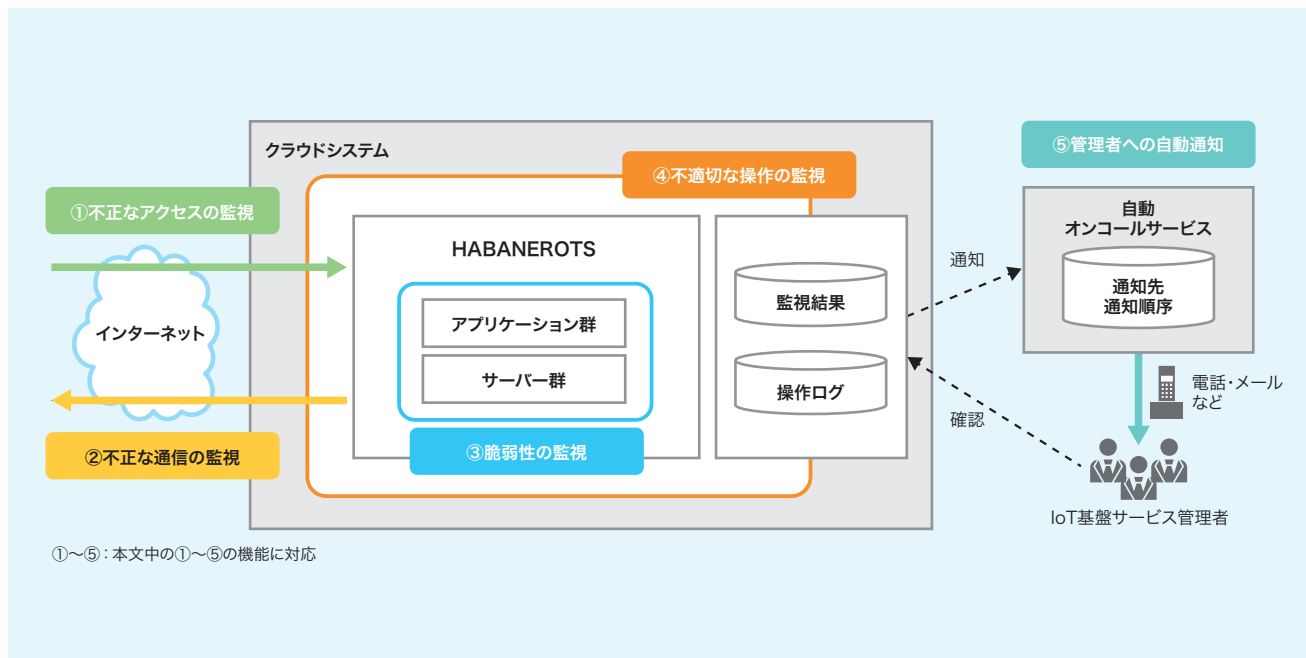 クラウドシステム
④不適切な操作の監視
⑤管理者への自動通知
①不正なアクセスの監視
インターネット
②不正な通信の監視
HABANEROTS
アプリケーション群
サーバー群
③脆弱性の監視
監視結果
操作ログ
通知
確認
自動
オンコールサービス
通知先
通知順序
電話・メール
など
IoT基盤サービス管理者
①〜⑤：本文中の①〜⑤の機能に対応